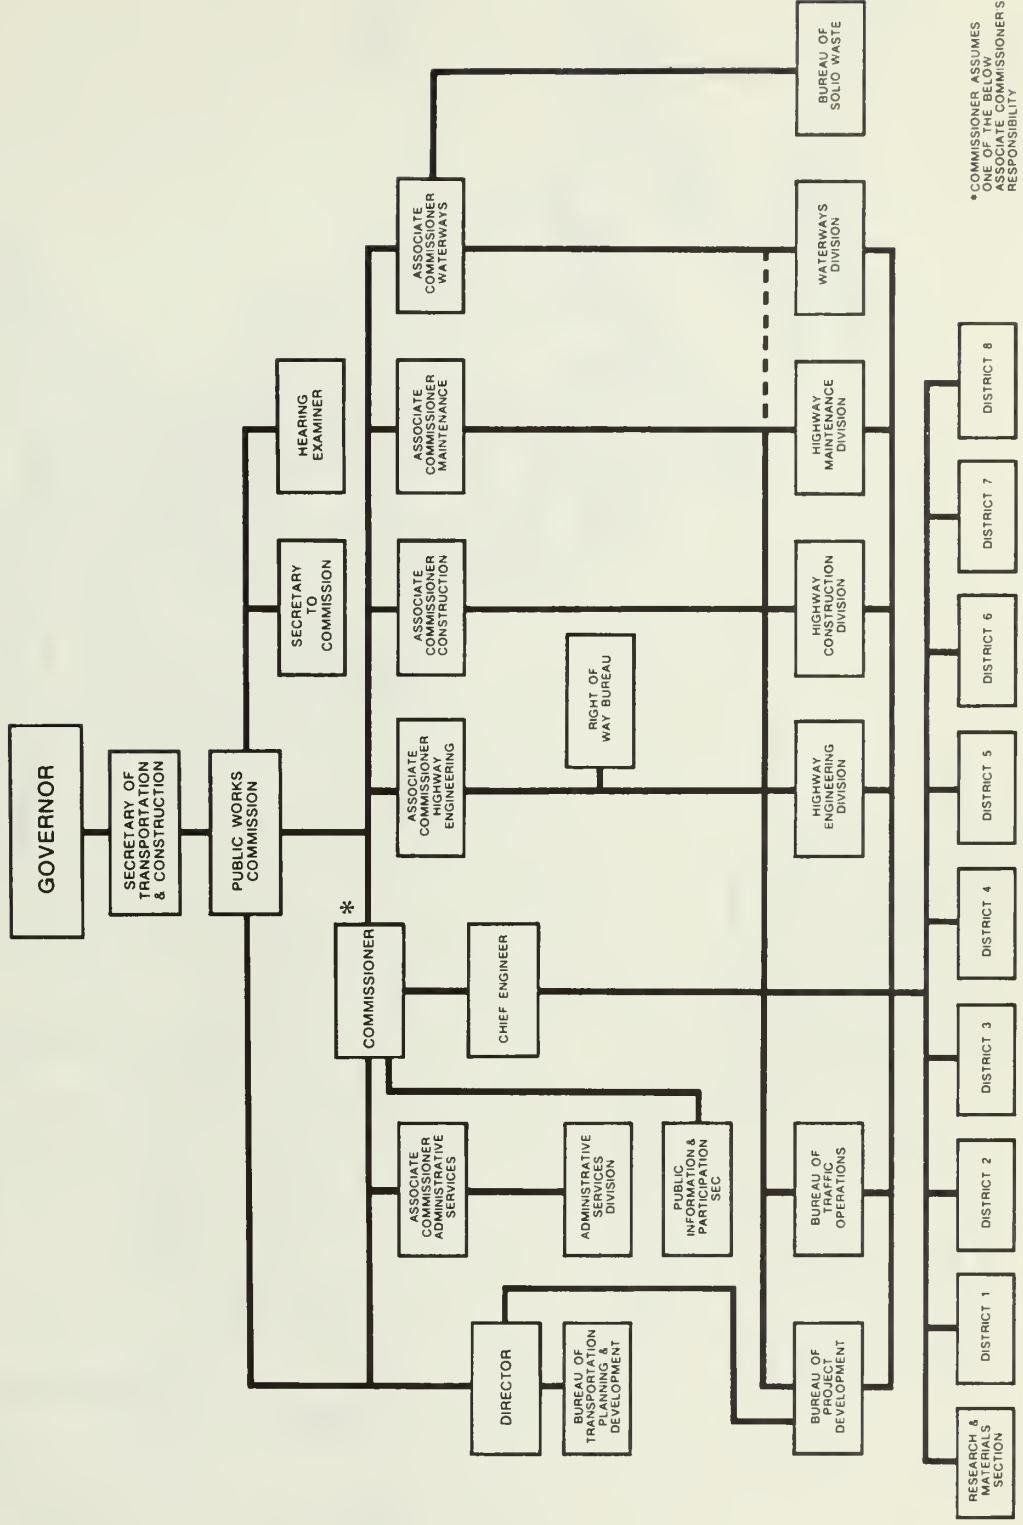 GOVERNOR
SECRETARY OF
TRANSPORTATION
& CONSTRUCTION
PUBLIC WORKS
COMMISSION
SECRETARY
TO
COMMISSION
HEARING
EXAMINER
COMMISSIONER
*
ASSOCIATE
COMMISSIONER
ADMINISTRATIVE
SERVICES
ASSOCIATE
COMMISSIONER
HIGHWAY
ENGINEERING
ASSOCIATE
COMMISSIONER
CONSTRUCTION
ASSOCIATE
COMMISSIONER
MAINTENANCE
ASSOCIATE
COMMISSIONER
WATERWAYS
DIRECTOR
CHIEF ENGINEER
BUREAU OF
TRANSPORTATION
PLANNING &
DEVELOPMENT
ADMINISTRATIVE
SERVICES
DIVISION
RIGHT OF
WAY BUREAU
PUBLIC
INFORMATION &
PARTICIPATION
SEC
BUREAU OF
PROJECT
DEVELOPMENT
BUREAU OF
TRAFFIC
OPERATIONS
HIGHWAY
ENGINEERING
DIVISION
HIGHWAY
CONSTRUCTION
DIVISION
HIGHWAY
MAINTENANCE
DIVISION
WATERWAYS
DIVISION
BUREAU OF
SOLIO WASTE
RESEARCH &
MATERIALS
SECTION
DISTRICT 1
DISTRICT 2
DISTRICT 3
DISTRICT 4
DISTRICT 5
DISTRICT 6
DISTRICT 7
DISTRICT 8
*COMMISSIONER ASSUMES
ONE OF THE BELOW
ASSOCIATE COMMISSIONER'S
RESPONSIBILITY